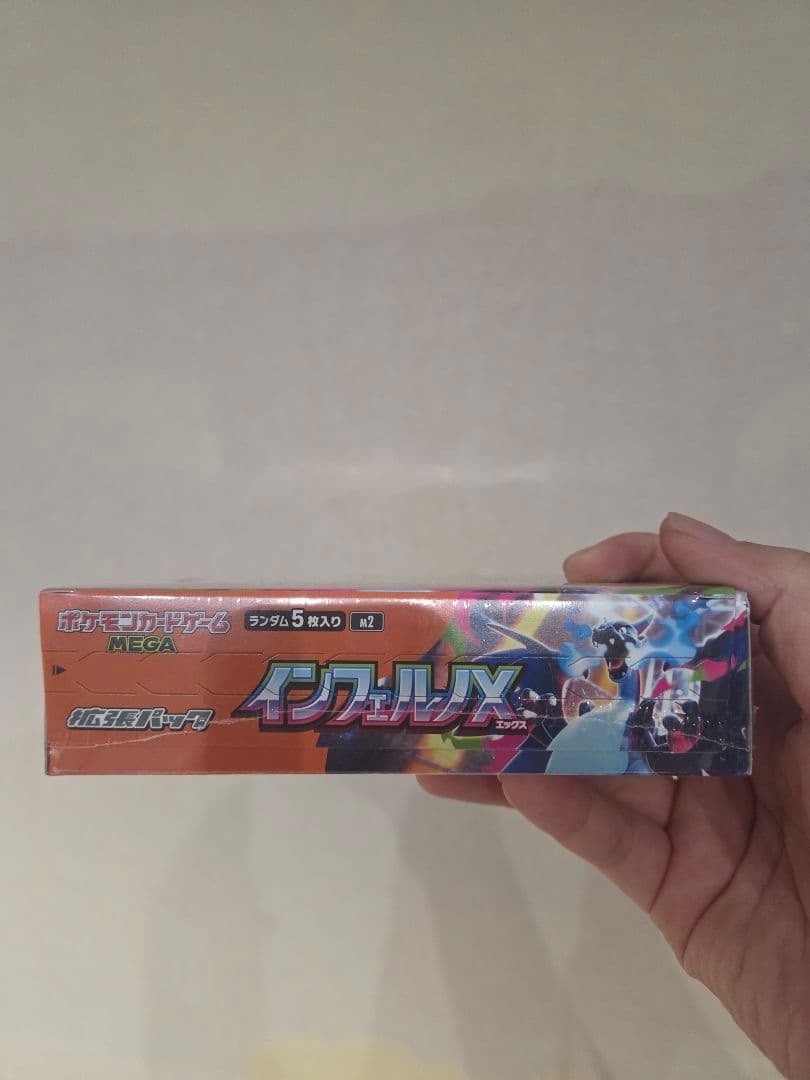 ポケモンカードゲーム
MEGA
ランダム5枚入り M2
拡張パック
インフェルノX
エックス